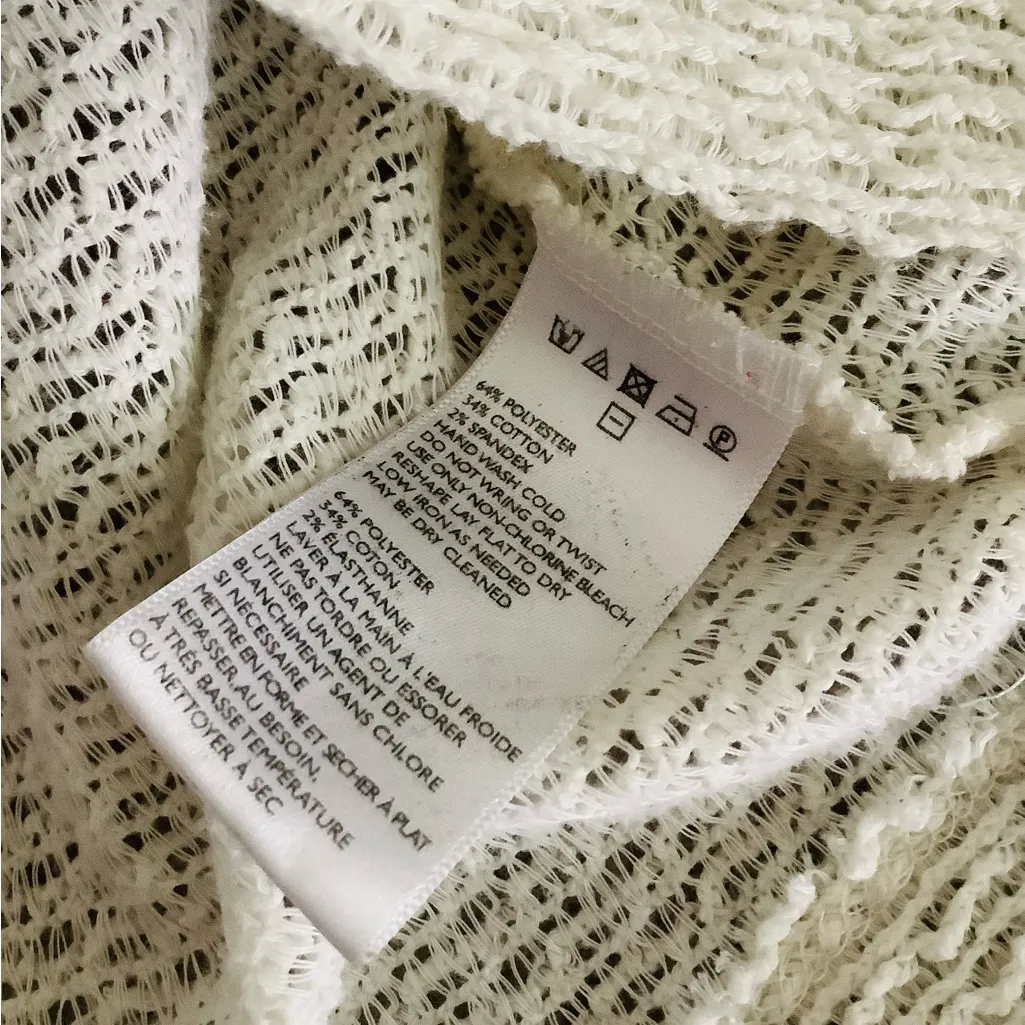 P
64% POLYESTER
34% COTTON
2% SPANDEX
HAND WASH COLD
DO NOT WRING OR TWIST
USE ONLY NON-CHLORINE BLEACH
RESHAPE LAY FLAT TO DRY
LOW IRON AS NEEDED
MAY BE DRY CLEANED
64% POLYESTER
34% COTTON
2% ÉLASTHANNE
LAVER À LA MAIN À L'EAU FROIDE
NE PAS TORDRE OU ESSORER
UTILISER UN AGENT DE
BLANCHIMENT SANS CHLORE
SI NÉCESSAIRE
METTRE EN FORME ET SÉCHER À PLAT
REPASSER AU BESOIN.
À TRÈS BASSE TEMPÉRATURE
OU NETTOYER À SEC